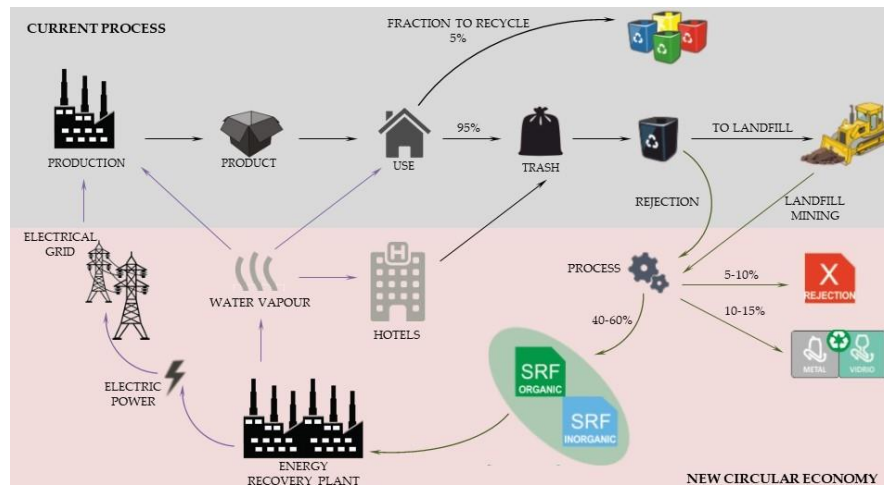 CURRENT PROCESS
FRACTION TO RECYCLE
5%
PRODUCTION
PRODUCT
USE
95%
TRASH
TO LANDFILL
REJECTION
LANDFILL
MINING
ELECTRICAL
GRID
WATER VAPOUR
H
HOTELS
PROCESS
5-10%
X
REJECTION
10-15%
METAL
VIDRIO
40-60%
SRF
ORGANIC
SRF
INORGANIC
ELECTRIC
POWER
ENERGY
RECOVERY PLANT
NEW CIRCULAR ECONOMY